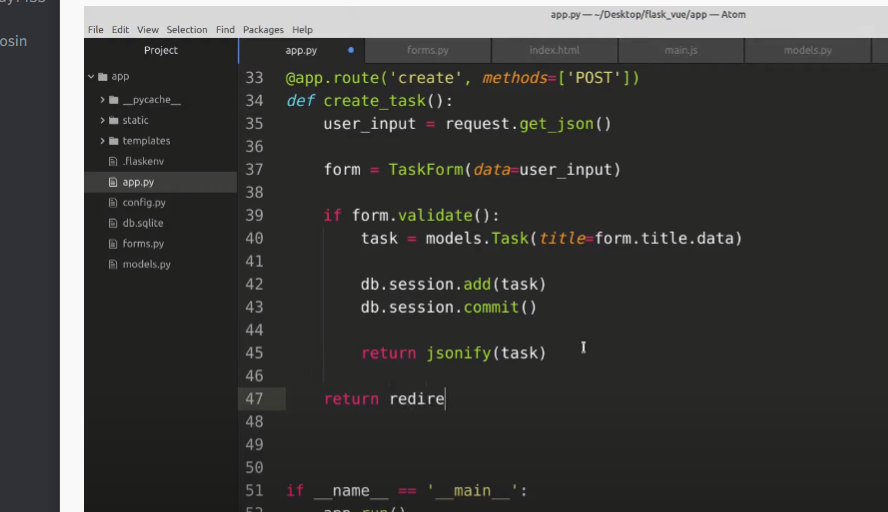 osin
app.py — ~/Desktop/flask_vue/app — Atom
File Edit View Selection Find Packages Help
Project
app.py forms.py index.html main.js models.py
app
__pycache__
static
templates
.flaskenv
app.py
config.py
db.sqlite
forms.py
models.py
33 @app.route('create', methods=['POST'])
34 def create_task():
35 user_input = request.get_json()
36
37 form = TaskForm(data=user_input)
38
39 if form.validate():
40 task = models.Task(title=form.title.data)
41
42 db.session.add(task)
43 db.session.commit()
44
45 return jsonify(task)
46
47 return redire
48
49
50
51 if __name__ == '__main__':
52 app.run()